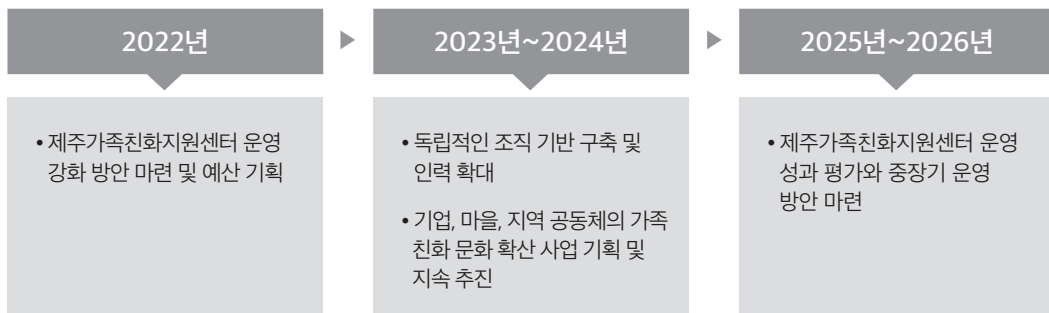 2022년
▶
2023년~2024년
▶
2025년~2026년
• 제주가족친화지원센터 운영
강화 방안 마련 및 예산 기획
• 독립적인 조직 기반 구축 및
인력 확대
• 기업, 마을, 지역 공동체의 가족
친화 문화 확산 사업 기획 및
지속 추진
• 제주가족친화지원센터 운영
성과 평가와 중장기 운영
방안 마련